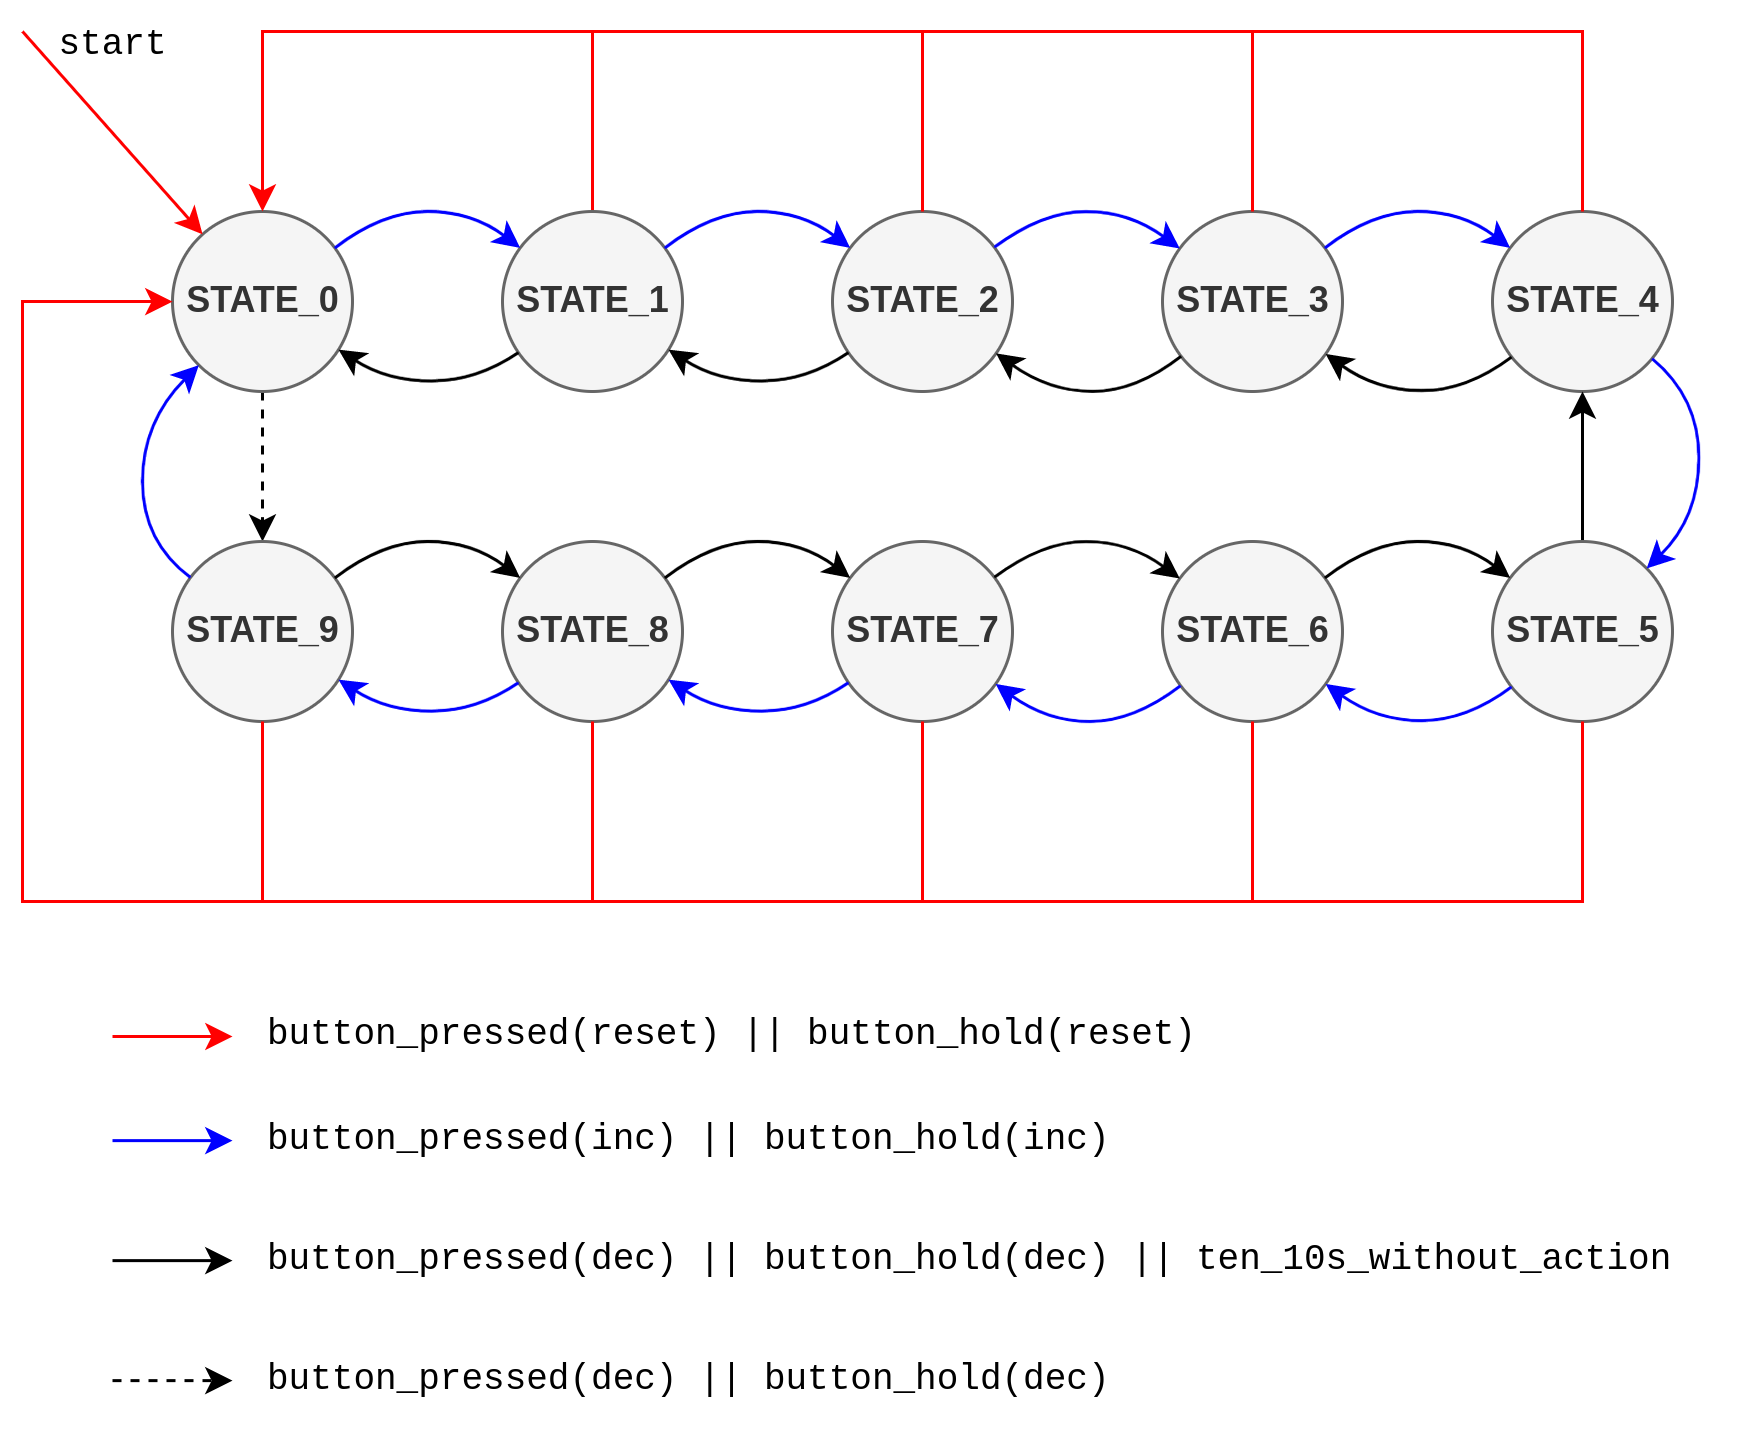 start
STATE_0
STATE_1
STATE_2
STATE_3
STATE_4
STATE_9
STATE_8
STATE_7
STATE_6
STATE_5
button_pressed(reset) || button_hold(reset)
button_pressed(inc) || button_hold(inc)
button_pressed(dec) || button_hold(dec) || ten_10s_without_action
button_pressed(dec) || button_hold(dec)